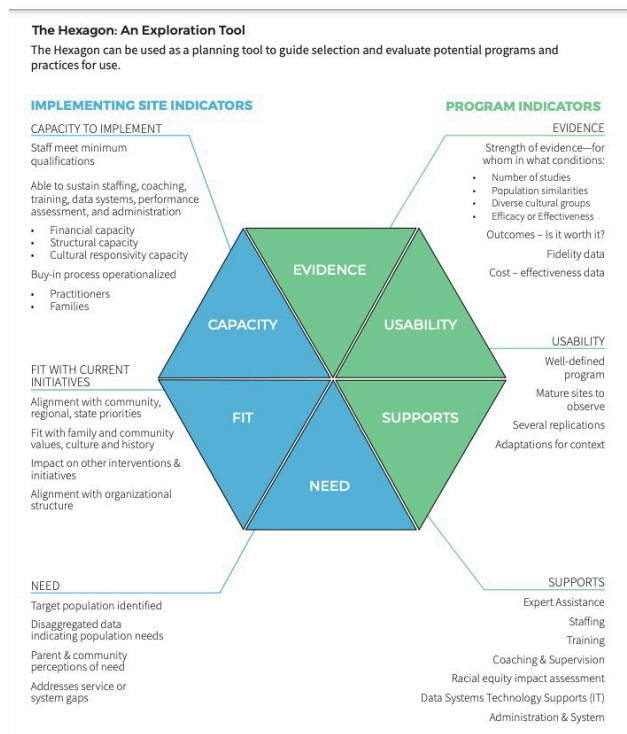 The Hexagon: An Exploration Tool
The Hexagon can be used as a planning tool to guide selection and evaluate potential programs and
practices for use.
IMPLEMENTING SITE INDICATORS
CAPACITY TO IMPLEMENT
Staff meet minimum
qualifications
Able to sustain staffing, coaching,
training, data systems, performance
assessment, and administration
• Financial capacity
• Structural capacity
• Cultural responsivity capacity
Buy-in process operationalized
• Practitioners
• Families
FIT WITH CURRENT
INITIATIVES
Alignment with community,
regional, state priorities
Fit with family and community
values, culture and history
Impact on other interventions &
initiatives
Alignment with organizational
structure
NEED
Target population identified
Disaggregated data
indicating population needs
Parent & community
perceptions of need
Addresses service or
system gaps
EVIDENCE
CAPACITY
USABILITY
FIT
SUPPORTS
NEED
PROGRAM INDICATORS
EVIDENCE
Strength of evidence—for
whom in what conditions:
• Number of studies
• Population similarities
• Diverse cultural groups
• Efficacy or Effectiveness
Outcomes – Is it worth it?
Fidelity data
Cost – effectiveness data
USABILITY
Well-defined
program
Mature sites to
observe
Several replications
Adaptations for context
SUPPORTS
Expert Assistance
Staffing
Training
Coaching & Supervision
Racial equity impact assessment
Data Systems Technology Supports (IT)
Administration & System